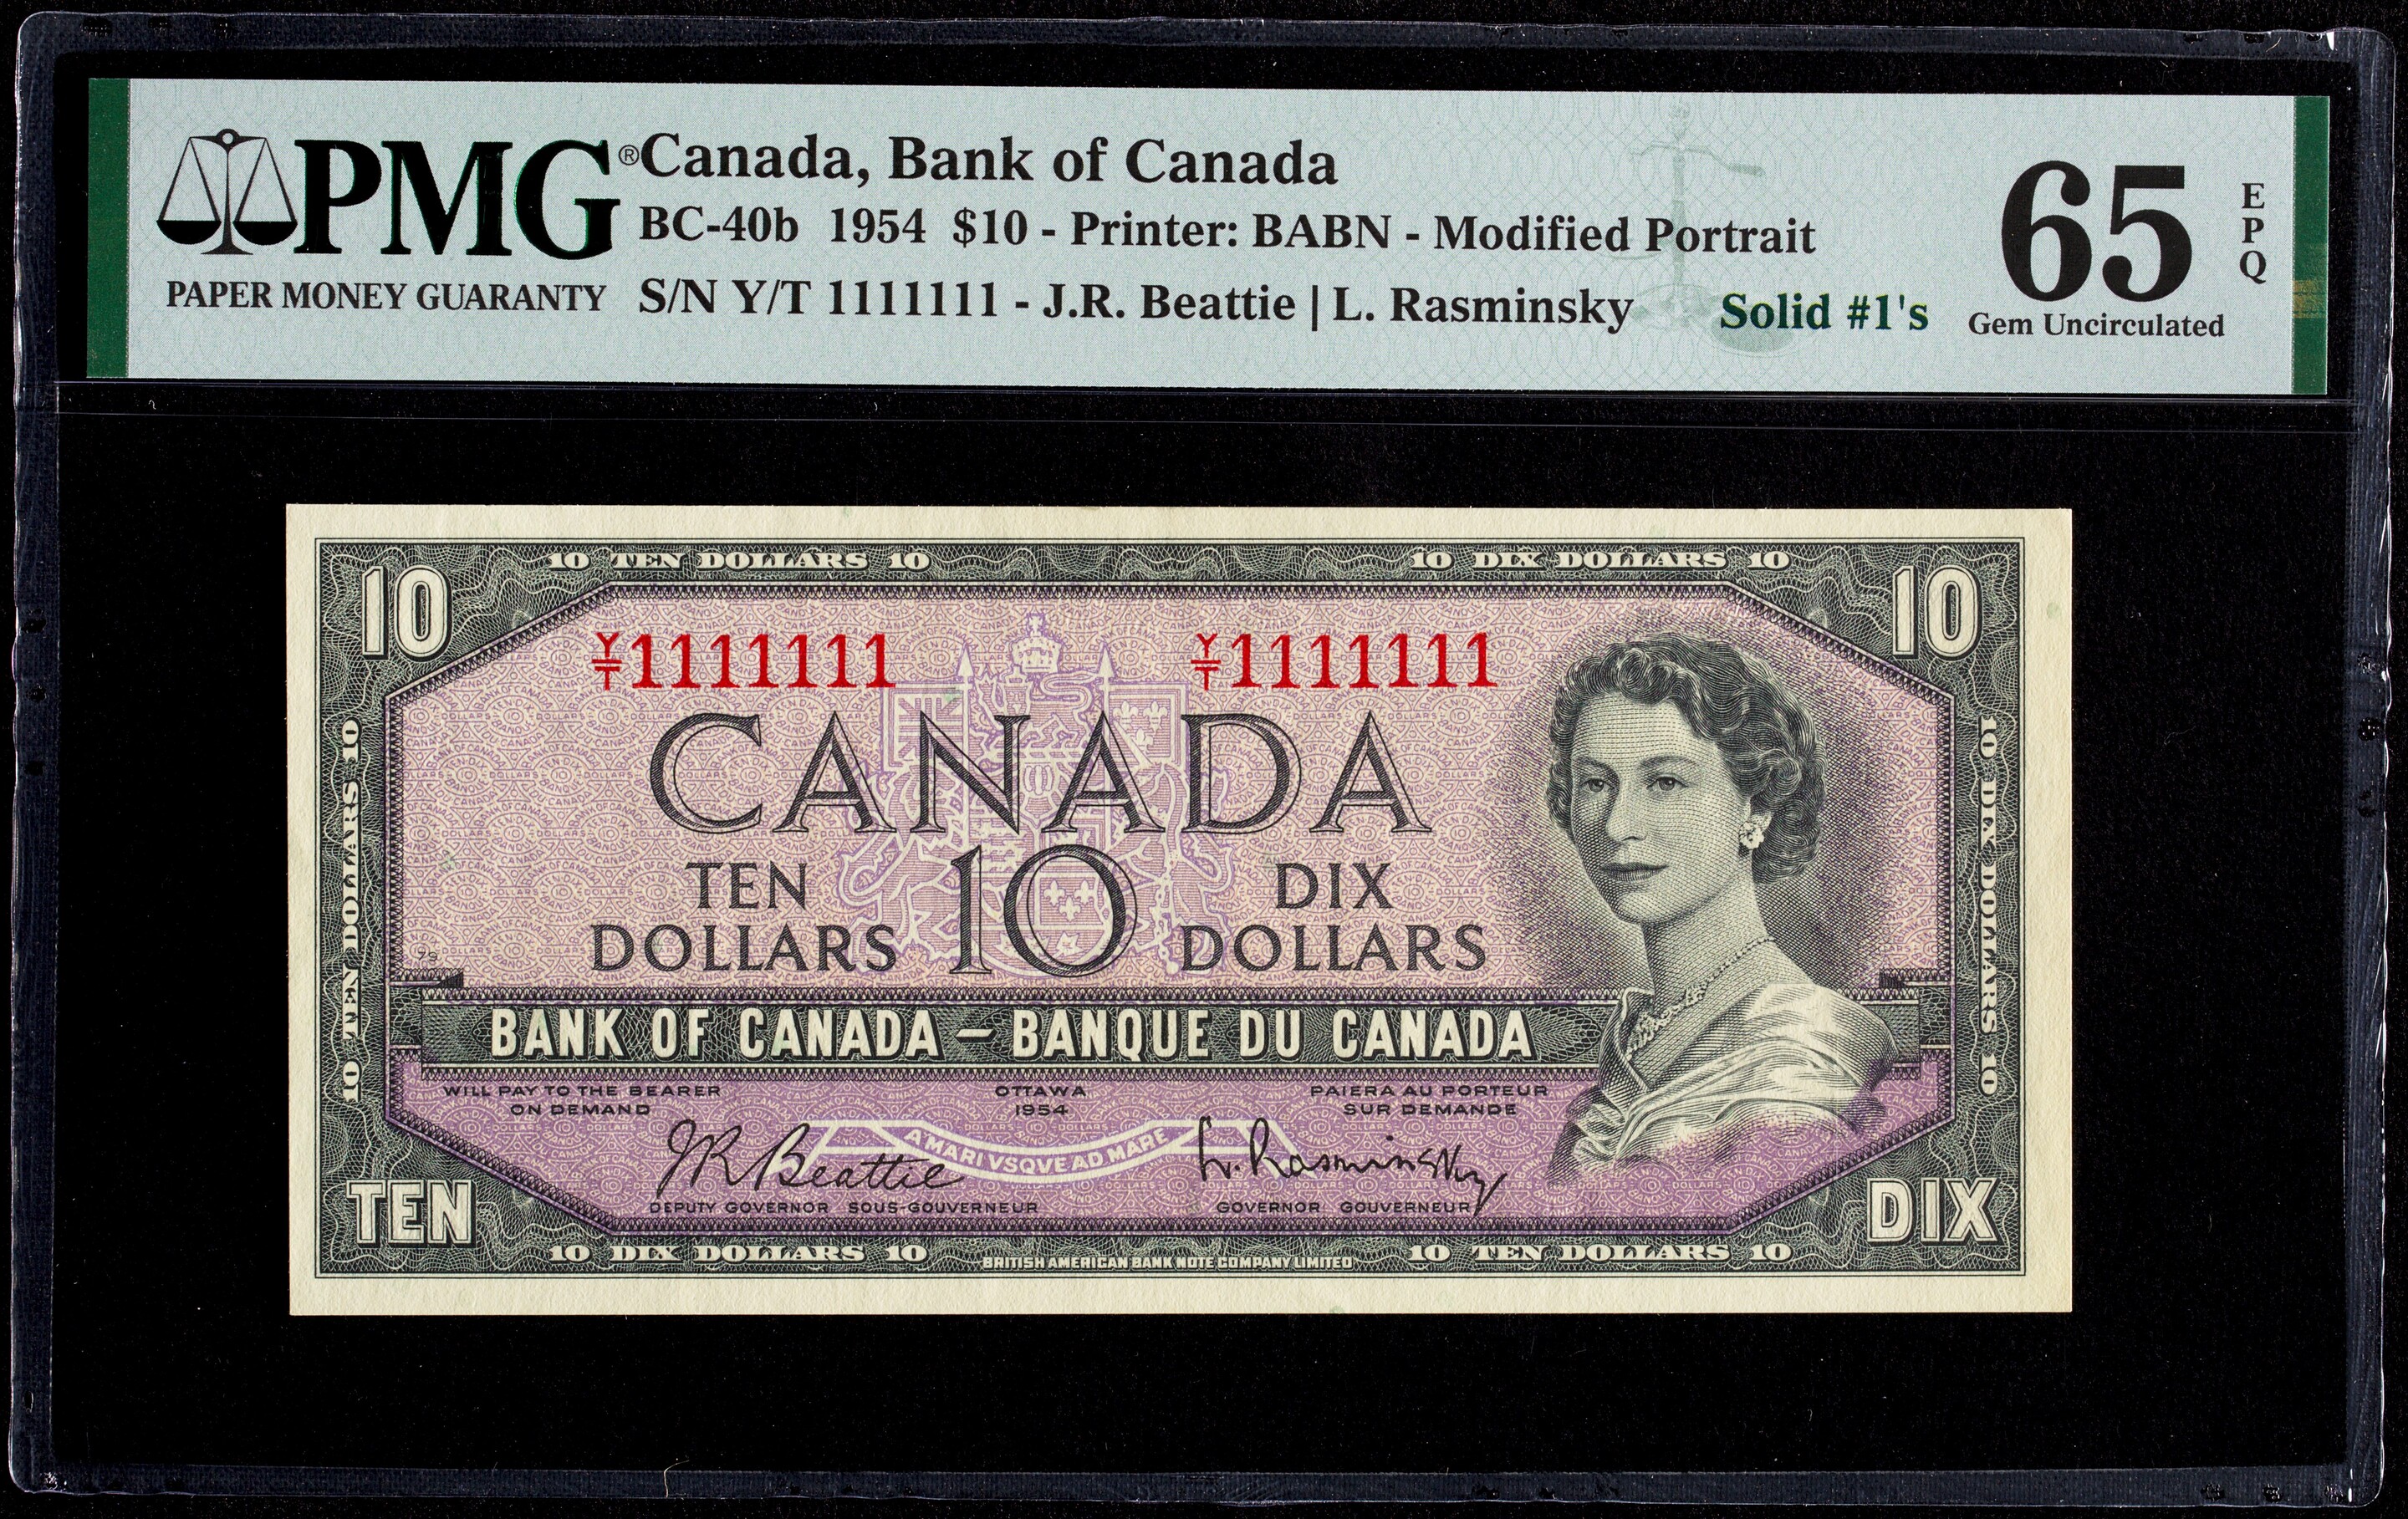 PMG® Canada, Bank of Canada
BC-40b 1954 $10 - Printer: BABN - Modified Portrait
PAPER MONEY GUARANTY S/N Y/T 1111111 - J.R. Beattie | L. Rasminsky Solid #1's
65 EPQ
Gem Uncirculated
10 TEN DOLLARS 10 10 DIX DOLLARS 10
10 10
Y/T 1111111 Y/T 1111111
CANADA
TEN 10 DIX
DOLLARS DOLLARS
10 TEN DOLLARS 10
10 DIX DOLLARS 10
BANK OF CANADA – BANQUE DU CANADA
WILL PAY TO THE BEARER OTTAWA PAIERA AU PORTEUR
ON DEMAND 1954 SUR DEMANDE
A MARI VSQVE AD MARE
JR Beattie L. Rasminsky
DEPUTY GOVERNOR SOUS-GOUVERNEUR GOVERNOR GOUVERNEUR
TEN DIX
10 DIX DOLLARS 10 BRITISH AMERICAN BANK NOTE COMPANY LIMITED 10 TEN DOLLARS 10